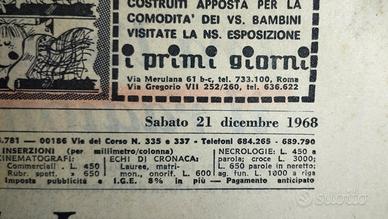 COSTRUITI APPOSTA PER LA
COMODITA' DEI VS. BAMBINI
VISITATE LA NS. ESPOSIZIONE
i primi giorni
Via Merulana 61 b-c, tel. 733.100, Roma
Via Gregorio VII 252/260, tel. 636.622
Sabato 21 dicembre 1968
.781 — 00186 Via del Corso N. 335 e 337 - Telefoni 684.265 - 689.790
INSERZIONI (per millimetro/colonna)
CINEMATOGRAFI:
Commerciali L. 450
Rubr. spett. » 650
Imposta pubblicità
ECHI DI CRONACA:
Lauree, matrimon., onorif. L. 600
I.G.E. 8% in più
NECROLOGIE: L. 450 a
parola; croce L. 3000;
L. 650 parole in neretto;
ag. fun. L. 1000 a riga
Pagamento anticipato
Subito